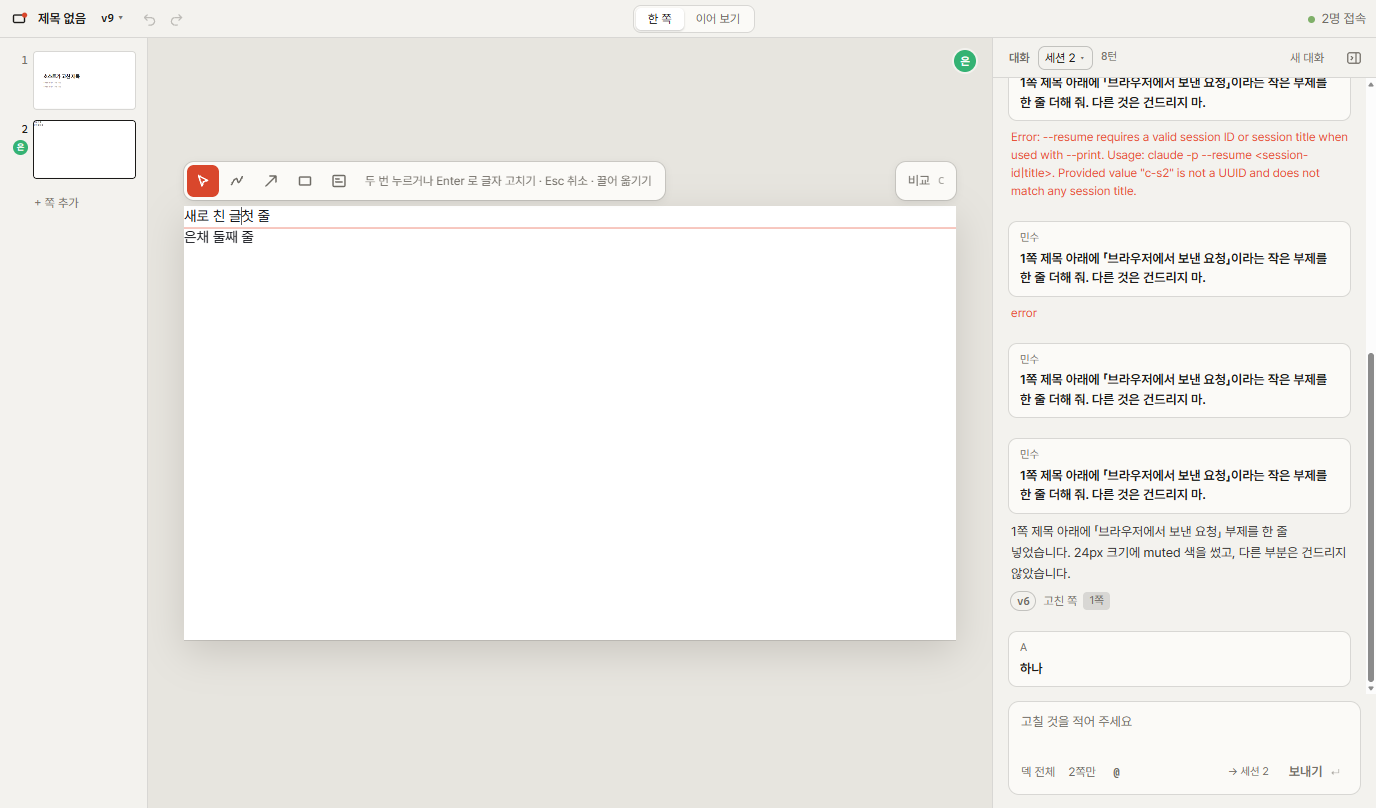 제목 없음 v9
한 쪽 이어 보기
2명 접속
1
2
은
+ 쪽 추가
은
두 번 누르거나 Enter 로 글자 고치기 · Esc 취소 · 끌어 옮기기
비교 C
새로 친 글첫 줄
은채 둘째 줄
대화 세션 2 8턴 새 대화
1쪽 제목 아래에 「브라우저에서 보낸 요청」이라는 작은 부제를
한 줄 더해 줘. 다른 것은 건드리지 마.
Error: --resume requires a valid session ID or session title when
used with --print. Usage: claude -p --resume <session-
id|title>. Provided value "c-s2" is not a UUID and does not
match any session title.
민수
1쪽 제목 아래에 「브라우저에서 보낸 요청」이라는 작은 부제를
한 줄 더해 줘. 다른 것은 건드리지 마.
error
민수
1쪽 제목 아래에 「브라우저에서 보낸 요청」이라는 작은 부제를
한 줄 더해 줘. 다른 것은 건드리지 마.
민수
1쪽 제목 아래에 「브라우저에서 보낸 요청」이라는 작은 부제를
한 줄 더해 줘. 다른 것은 건드리지 마.
1쪽 제목 아래에 「브라우저에서 보낸 요청」 부제를 한 줄
넣었습니다. 24px 크기에 muted 색을 썼고, 다른 부분은 건드리지
않았습니다.
v6 고친 쪽 1쪽
A
하나
고칠 것을 적어 주세요
덱 전체 2쪽만 @ → 세션 2 보내기 ↵